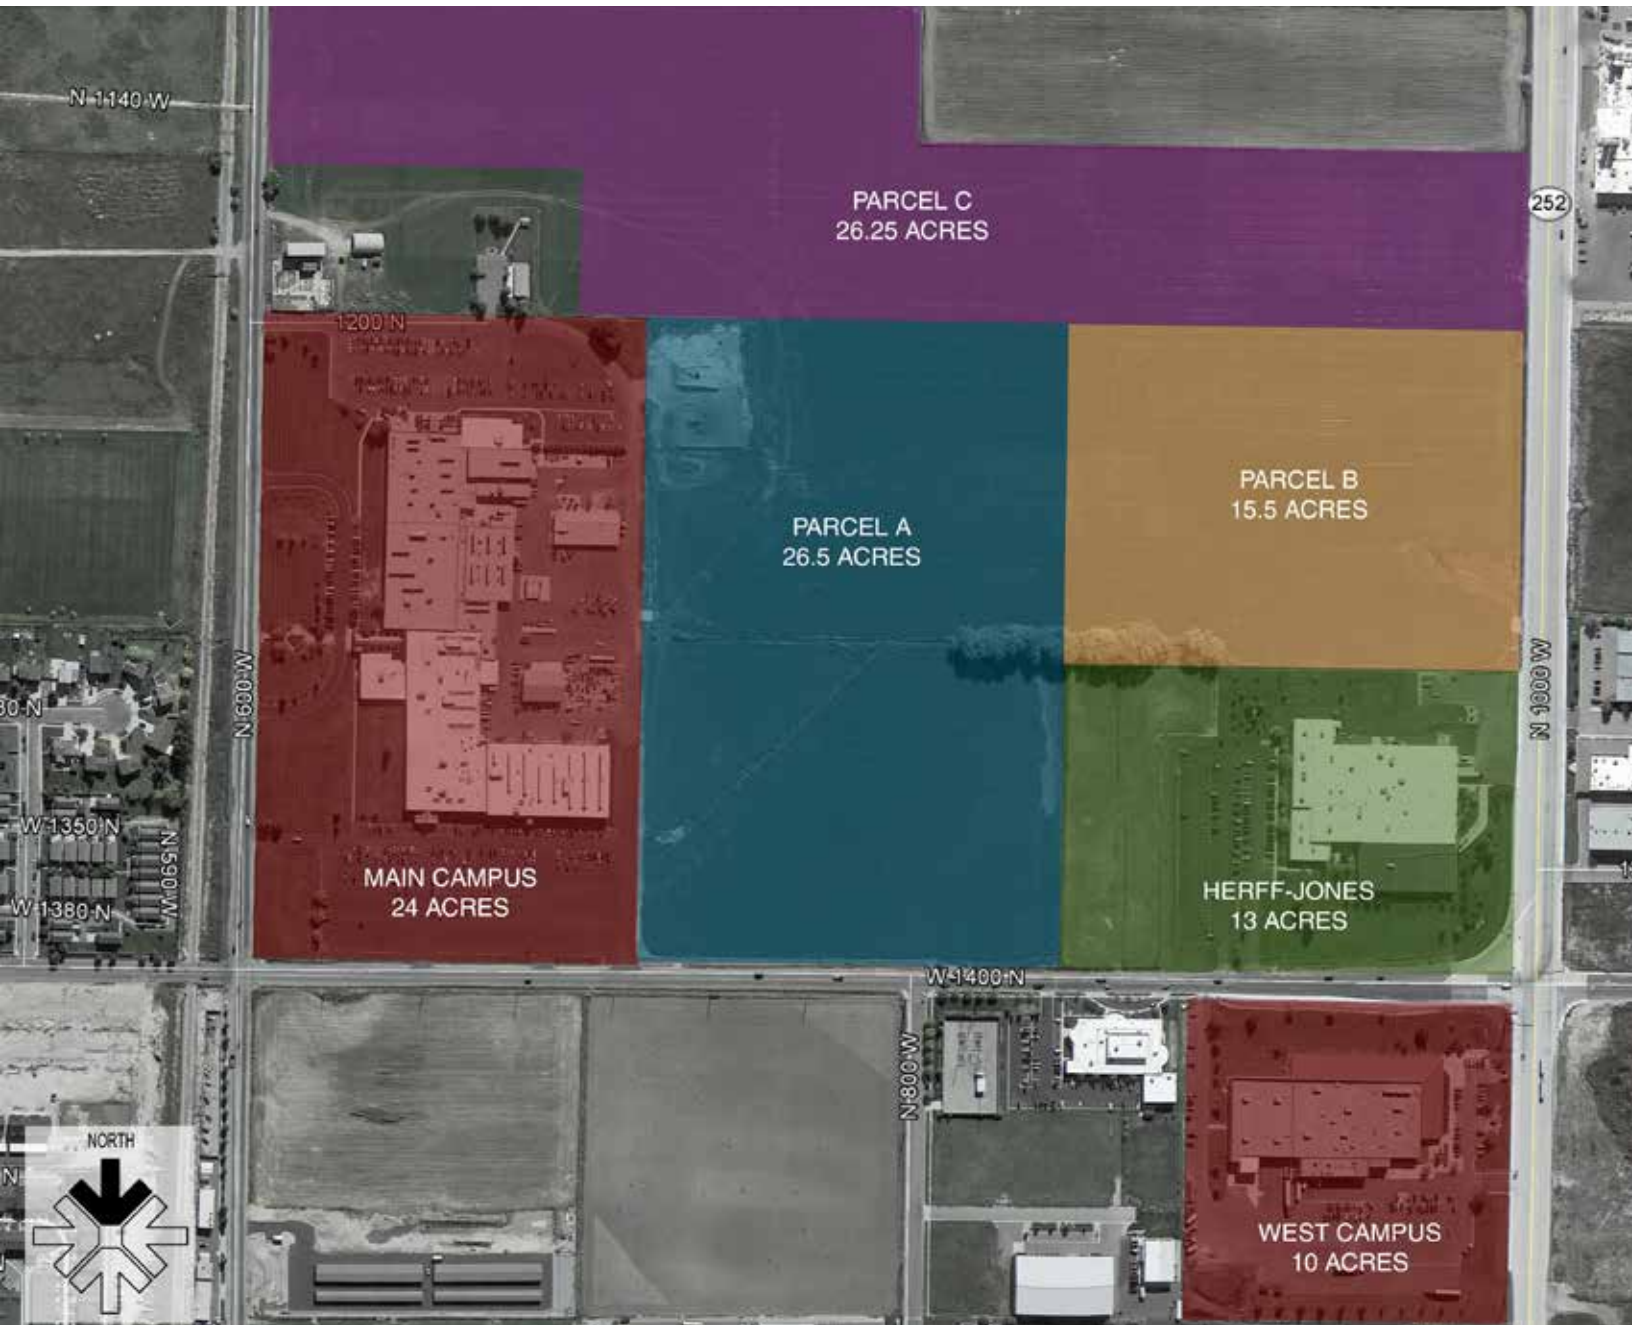 N 1140 W
PARCEL C
26.25 ACRES
252
1200 N
PARCEL B
15.5 ACRES
PARCEL A
26.5 ACRES
N 600 W
N 1000 W
30 N
W 1350 N
N 590 W
W 1380 N
MAIN CAMPUS
24 ACRES
HERFF-JONES
13 ACRES
W 1400 N
N 800 W
NORTH
N
WEST CAMPUS
10 ACRES